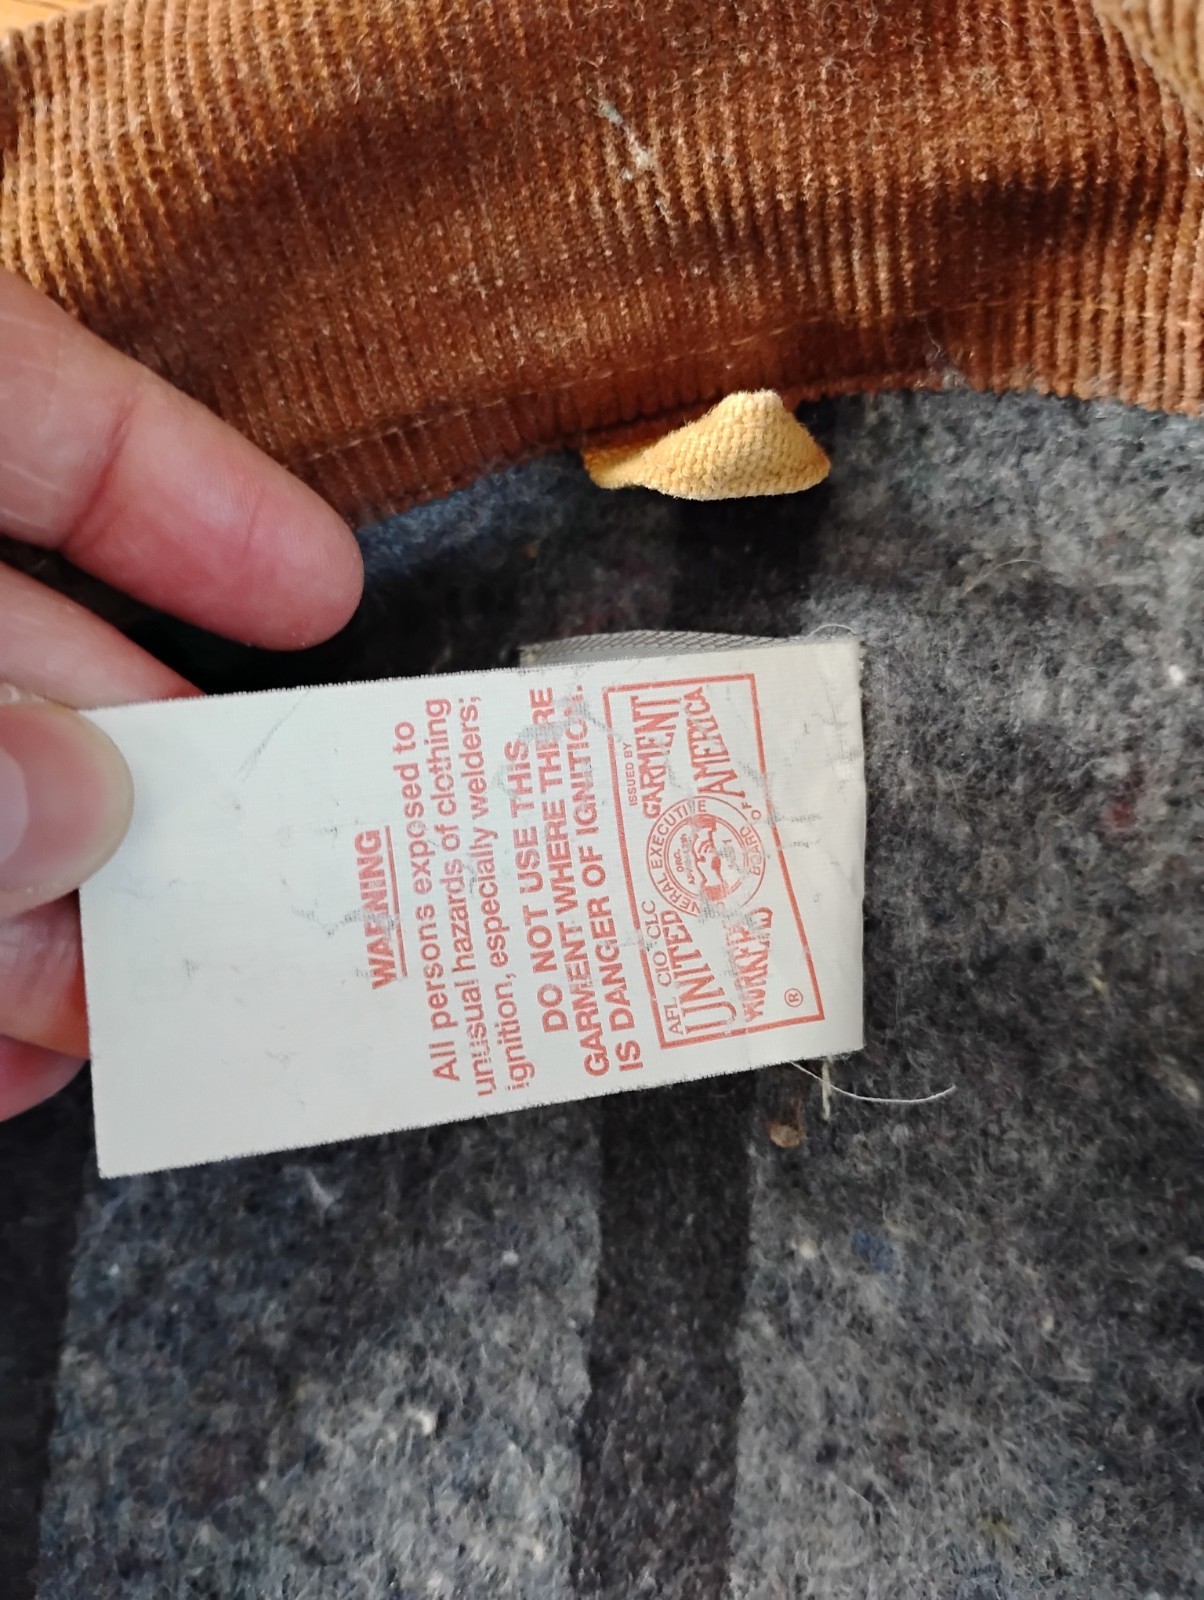 WARNING
All persons exposed to
unusual hazards of clothing
ignition, especially welders;
DO NOT USE THIS
GARMENT WHERE THERE
IS DANGER OF IGNITION.
ISSUED BY
AFL CIO CLC
UNITED GARMENT
WORKERS OF AMERICA
NERAL EXECUTIVE
BOARD
®